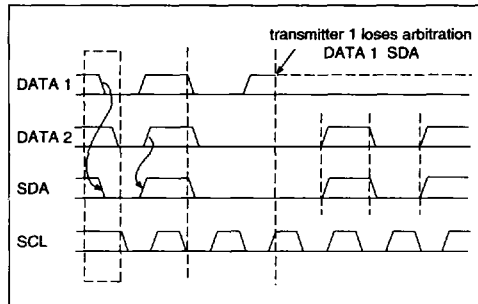 transmitter 1 loses arbitration
DATA 1 SDA
DATA 1
DATA 2
SDA
SCL